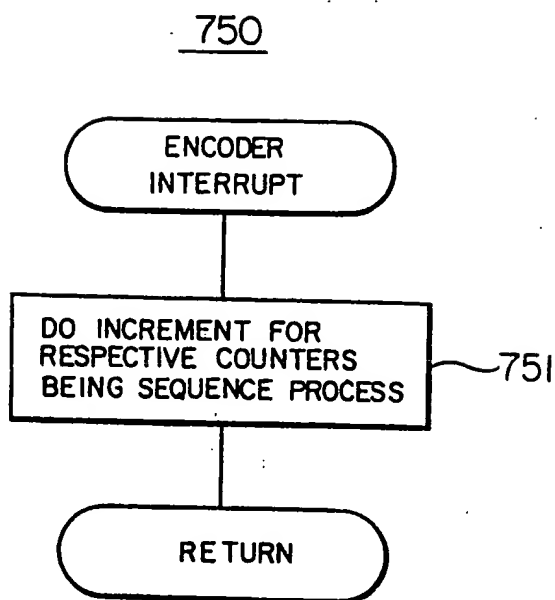 750
ENCODER
INTERRUPT
DO INCREMENT FOR
RESPECTIVE COUNTERS
BEING SEQUENCE PROCESS
751
RETURN